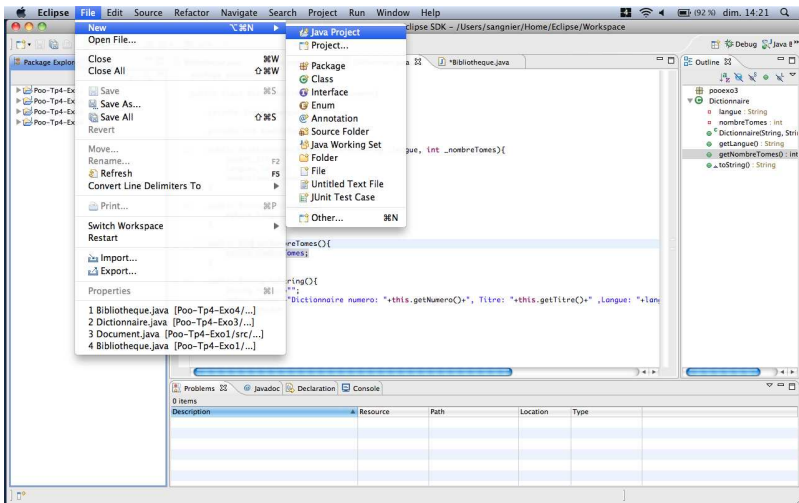 Eclipse File Edit Source Refactor Navigate Search Project Run Window Help (92 %) dim. 14:21
clipse SDK - /Users/sangnier/Home/Eclipse/Workspace
Debug Java
New ⌥⌘N
Open File...
Close ⌘W
Close All ⇧⌘W
Save ⌘S
Save As...
Save All ⇧⌘S
Revert
Move...
Rename... F2
Refresh F5
Convert Line Delimiters To
Print... ⌘P
Switch Workspace
Restart
Import...
Export...
Properties ⌘I
1 Bibliotheque.java [Poo-Tp4-Exo4/...]
2 Dictionnaire.java [Poo-Tp4-Exo3/...]
3 Document.java [Poo-Tp4-Exo1/src/...]
4 Bibliotheque.java [Poo-Tp4-Exo1/...]
Java Project
Project...
Package
Class
Interface
Enum
Annotation
Source Folder
Java Working Set
Folder
File
Untitled Text File
JUnit Test Case
Other... ⌘N
Package Explor
Poo-Tp4-Ex
Poo-Tp4-Ex
Poo-Tp4-Ex
Poo-Tp4-Ex
*Bibliotheque.java
gue, int _nombreTomes){
breTomes(){
omes;
ring(){
"";
"Dictionnaire numero: "+this.getNumero()+", Titre: "+this.getTitre()+" ,Langue: "+lan
Outline
pooexo3
Dictionnaire
langue : String
nombreTomes : int
Dictionnaire(String, Stri
getLangue() : String
getNombreTomes() : int
toString() : String
Problems Javadoc Declaration Console
0 items
Description Resource Path Location Type